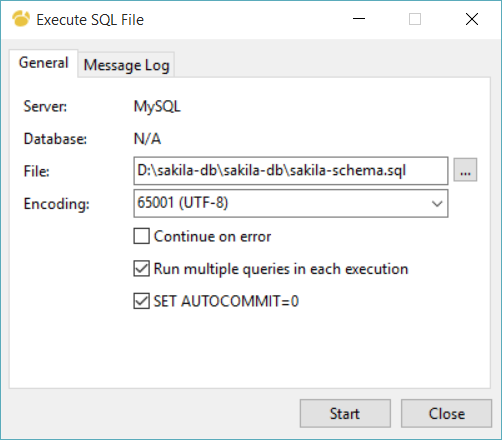 Execute SQL File
General Message Log
Server: MySQL
Database: N/A
File: D:\sakila-db\sakila-db\sakila-schema.sql ...
Encoding: 65001 (UTF-8)
Continue on error
Run multiple queries in each execution
SET AUTOCOMMIT=0
Start Close